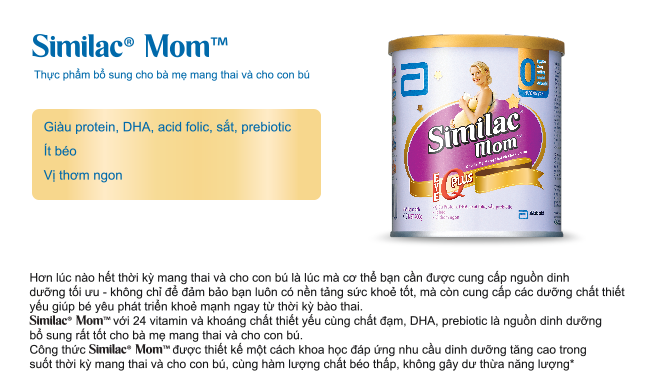 Similac® Mom™
Thực phẩm bổ sung cho bà mẹ mang thai và cho con bú
Giàu protein, DHA, acid folic, sắt, prebiotic
Ít béo
Vị thơm ngon
Similac
Mom
EYE
IQ PLUS
Abbott
Hơn lúc nào hết thời kỳ mang thai và cho con bú là lúc mà cơ thể bạn cần được cung cấp nguồn dinh
dưỡng tối ưu - không chỉ để đảm bảo bạn luôn có nền tảng sức khoẻ tốt, mà còn cung cấp các dưỡng chất thiết
yếu giúp bé yêu phát triển khoẻ mạnh ngay từ thời kỳ bào thai.
Similac® Mom™ với 24 vitamin và khoáng chất thiết yếu cùng chất đạm, DHA, prebiotic là nguồn dinh dưỡng
bổ sung rất tốt cho bà mẹ mang thai và cho con bú.
Công thức Similac® Mom™ được thiết kế một cách khoa học đáp ứng nhu cầu dinh dưỡng tăng cao trong
suốt thời kỳ mang thai và cho con bú, cùng hàm lượng chất béo thấp, không gây dư thừa năng lượng*